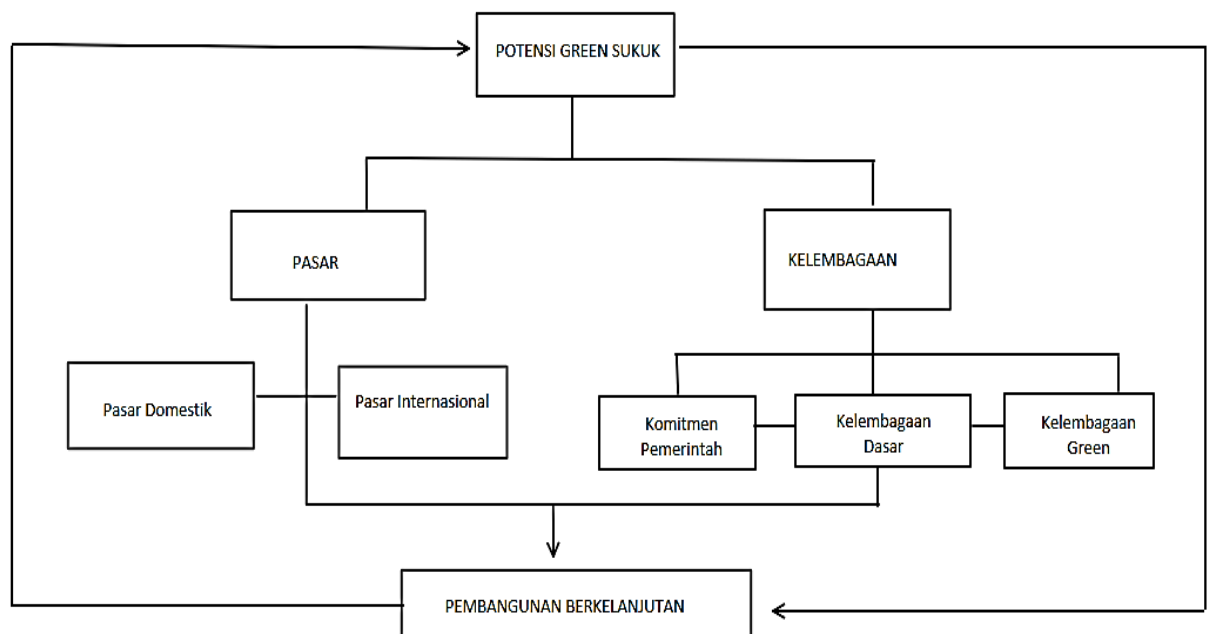 POTENSI GREEN SUKUK
PASAR
KELEMBAGAAN
Pasar Domestik
Pasar Internasional
Komitmen
Pemerintah
Kelembagaan
Dasar
Kelembagaan
Green
PEMBANGUNAN BERKELANJUTAN